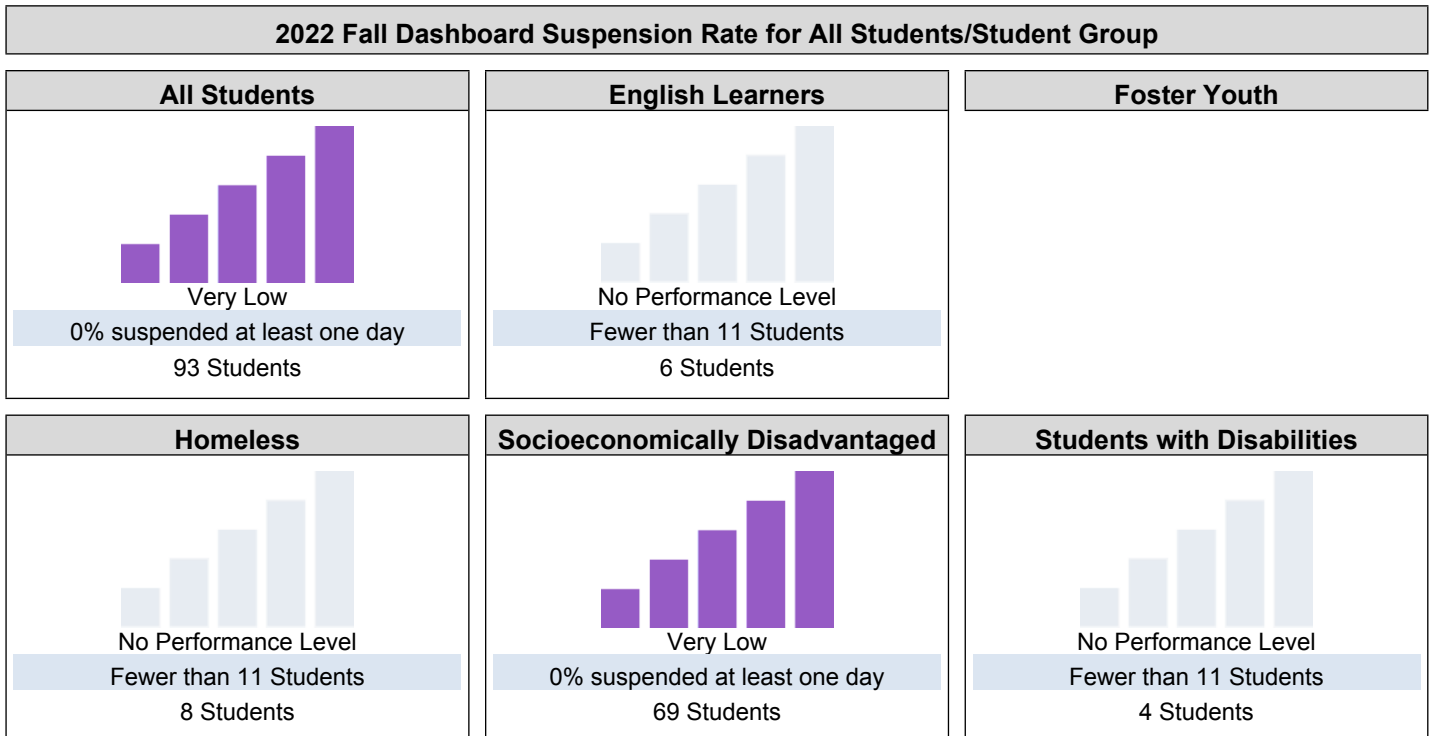 2022 Fall Dashboard Suspension Rate for All Students/Student Group
All Students
Very Low
0% suspended at least one day
93 Students
English Learners
No Performance Level
Fewer than 11 Students
6 Students
Foster Youth
Homeless
No Performance Level
Fewer than 11 Students
8 Students
Socioeconomically Disadvantaged
Very Low
0% suspended at least one day
69 Students
Students with Disabilities
No Performance Level
Fewer than 11 Students
4 Students